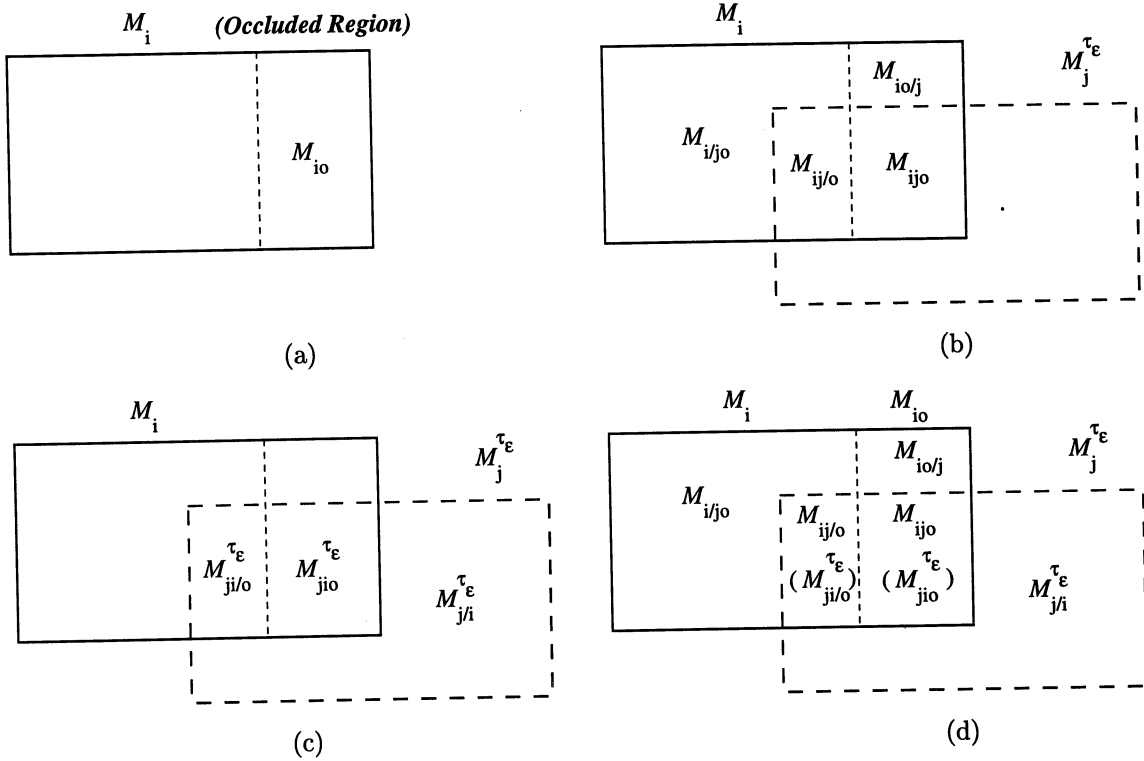 M_i (Occluded Region)
M_io
(a)
M_i
M_io/j
M_j^τε
M_i/jo
M_ij/o
M_ijo
(b)
M_i
M_j^τε
M_ji/o^τε
M_jio^τε
M_j/i^τε
(c)
M_i M_io
M_io/j
M_j^τε
M_i/jo
M_ij/o
M_ijo
(M_ji/o^τε)
(M_jio^τε)
M_j/i^τε
(d)